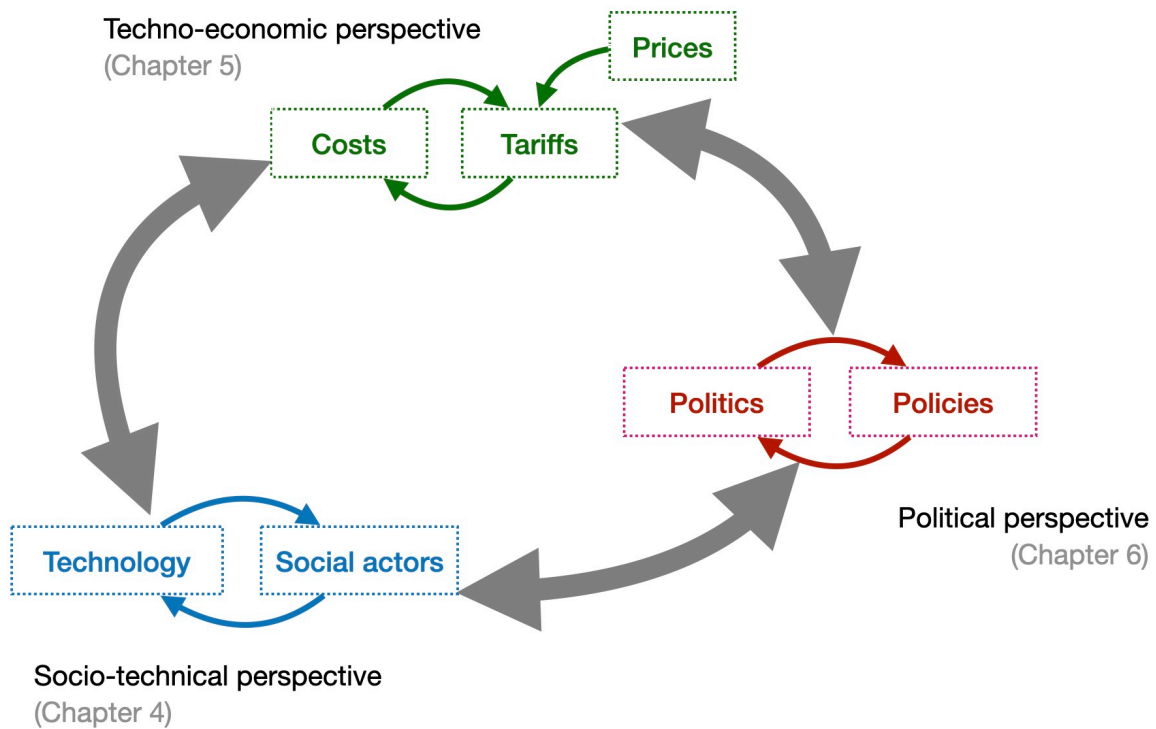 Techno-economic perspective
(Chapter 5)
Prices
Costs
Tariffs
Politics
Policies
Political perspective
(Chapter 6)
Technology
Social actors
Socio-technical perspective
(Chapter 4)